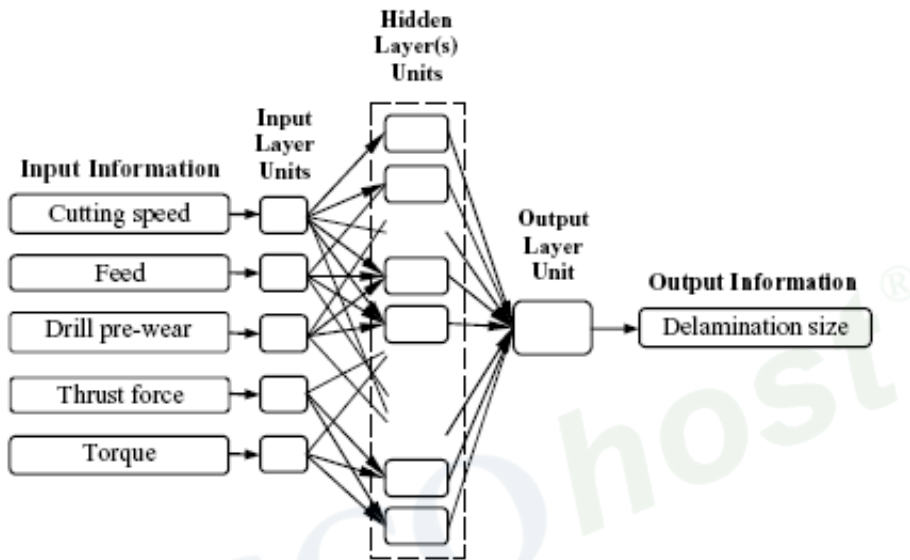 Hidden
Layer(s)
Units
Input
Layer
Units
Input Information
Cutting speed
Feed
Drill pre-wear
Thrust force
Torque
Output
Layer
Unit
Output Information
Delamination size
COhost®